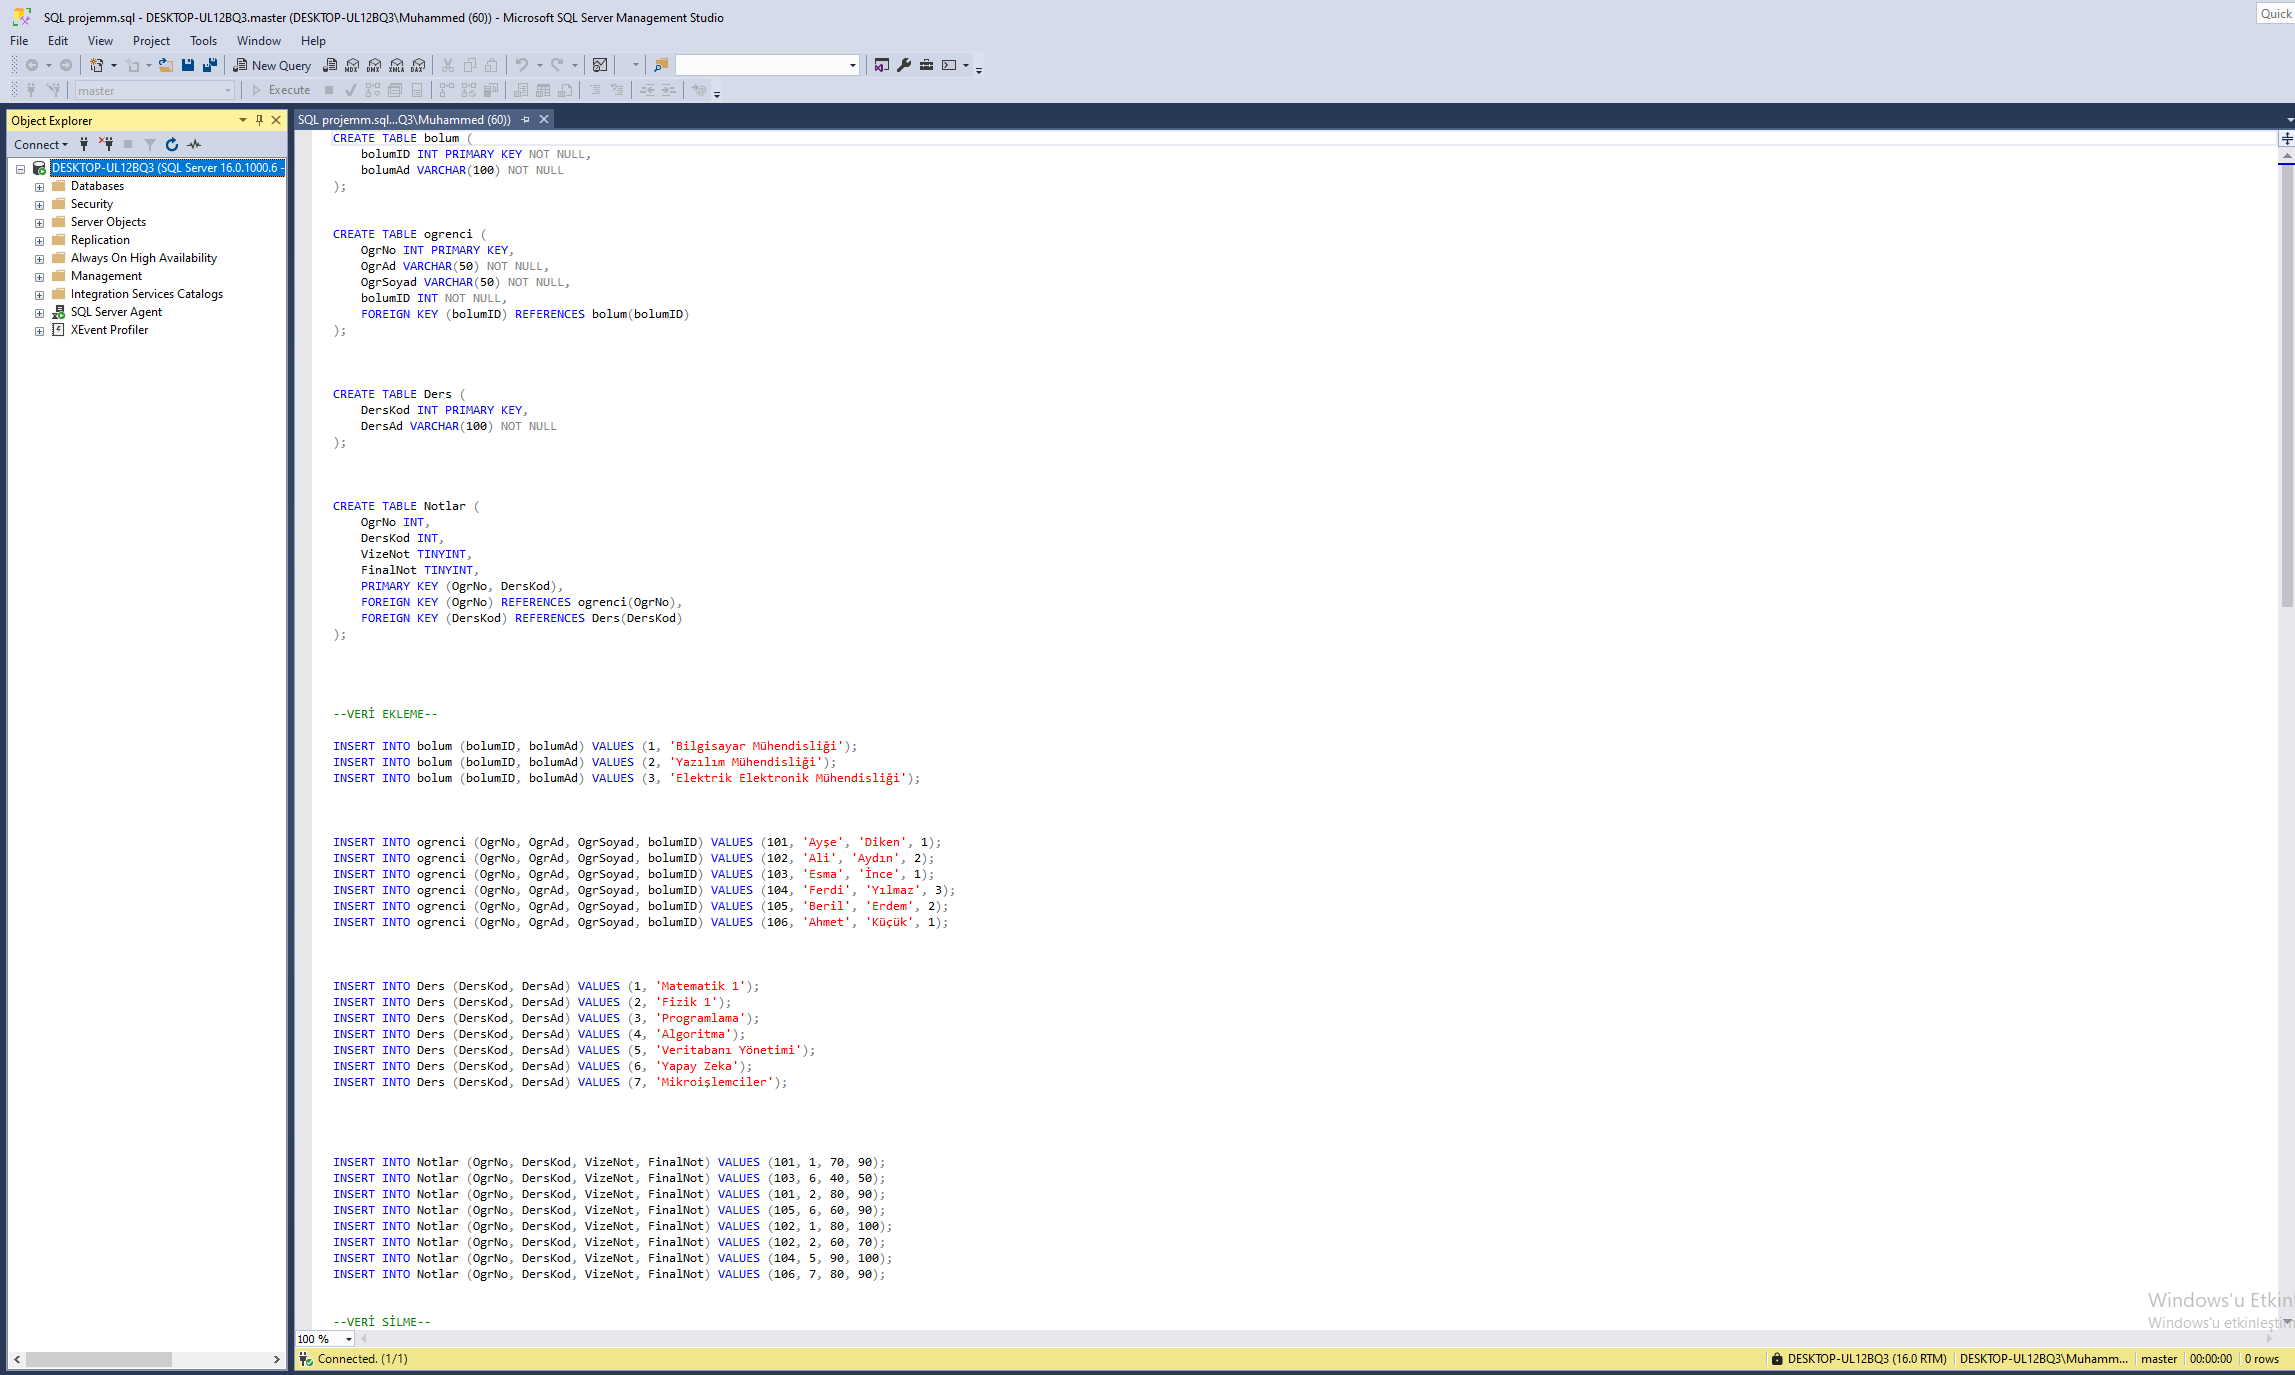 SQL projemm.sql - DESKTOP-UL12BQ3.master (DESKTOP-UL12BQ3\Muhammed (60)) - Microsoft SQL Server Management Studio
Quick
File Edit View Project Tools Window Help
New Query MDX DMX XMLA DAX
master Execute
Object Explorer
Connect
DESKTOP-UL12BQ3 (SQL Server 16.0.1000.6 -
Databases
Security
Server Objects
Replication
Always On High Availability
Management
Integration Services Catalogs
SQL Server Agent
XEvent Profiler
SQL projemm.sql...Q3\Muhammed (60))
CREATE TABLE bolum (
bolumID INT PRIMARY KEY NOT NULL,
bolumAd VARCHAR(100) NOT NULL
);
CREATE TABLE ogrenci (
OgrNo INT PRIMARY KEY,
OgrAd VARCHAR(50) NOT NULL,
OgrSoyad VARCHAR(50) NOT NULL,
bolumID INT NOT NULL,
FOREIGN KEY (bolumID) REFERENCES bolum(bolumID)
);
CREATE TABLE Ders (
DersKod INT PRIMARY KEY,
DersAd VARCHAR(100) NOT NULL
);
CREATE TABLE Notlar (
OgrNo INT,
DersKod INT,
VizeNot TINYINT,
FinalNot TINYINT,
PRIMARY KEY (OgrNo, DersKod),
FOREIGN KEY (OgrNo) REFERENCES ogrenci(OgrNo),
FOREIGN KEY (DersKod) REFERENCES Ders(DersKod)
);
--VERİ EKLEME--
INSERT INTO bolum (bolumID, bolumAd) VALUES (1, 'Bilgisayar Mühendisliği');
INSERT INTO bolum (bolumID, bolumAd) VALUES (2, 'Yazılım Mühendisliği');
INSERT INTO bolum (bolumID, bolumAd) VALUES (3, 'Elektrik Elektronik Mühendisliği');
INSERT INTO ogrenci (OgrNo, OgrAd, OgrSoyad, bolumID) VALUES (101, 'Ayşe', 'Diken', 1);
INSERT INTO ogrenci (OgrNo, OgrAd, OgrSoyad, bolumID) VALUES (102, 'Ali', 'Aydın', 2);
INSERT INTO ogrenci (OgrNo, OgrAd, OgrSoyad, bolumID) VALUES (103, 'Esma', 'İnce', 1);
INSERT INTO ogrenci (OgrNo, OgrAd, OgrSoyad, bolumID) VALUES (104, 'Ferdi', 'Yılmaz', 3);
INSERT INTO ogrenci (OgrNo, OgrAd, OgrSoyad, bolumID) VALUES (105, 'Beril', 'Erdem', 2);
INSERT INTO ogrenci (OgrNo, OgrAd, OgrSoyad, bolumID) VALUES (106, 'Ahmet', 'Küçük', 1);
INSERT INTO Ders (DersKod, DersAd) VALUES (1, 'Matematik 1');
INSERT INTO Ders (DersKod, DersAd) VALUES (2, 'Fizik 1');
INSERT INTO Ders (DersKod, DersAd) VALUES (3, 'Programlama');
INSERT INTO Ders (DersKod, DersAd) VALUES (4, 'Algoritma');
INSERT INTO Ders (DersKod, DersAd) VALUES (5, 'Veritabanı Yönetimi');
INSERT INTO Ders (DersKod, DersAd) VALUES (6, 'Yapay Zeka');
INSERT INTO Ders (DersKod, DersAd) VALUES (7, 'Mikroişlemciler');
INSERT INTO Notlar (OgrNo, DersKod, VizeNot, FinalNot) VALUES (101, 1, 70, 90);
INSERT INTO Notlar (OgrNo, DersKod, VizeNot, FinalNot) VALUES (103, 6, 40, 50);
INSERT INTO Notlar (OgrNo, DersKod, VizeNot, FinalNot) VALUES (101, 2, 80, 90);
INSERT INTO Notlar (OgrNo, DersKod, VizeNot, FinalNot) VALUES (105, 6, 60, 90);
INSERT INTO Notlar (OgrNo, DersKod, VizeNot, FinalNot) VALUES (102, 1, 80, 100);
INSERT INTO Notlar (OgrNo, DersKod, VizeNot, FinalNot) VALUES (102, 2, 60, 70);
INSERT INTO Notlar (OgrNo, DersKod, VizeNot, FinalNot) VALUES (104, 5, 90, 100);
INSERT INTO Notlar (OgrNo, DersKod, VizeNot, FinalNot) VALUES (106, 7, 80, 90);
--VERİ SİLME--
Windows'u Etkin
Windows'u etkinleştirm
100 %
Connected. (1/1)
DESKTOP-UL12BQ3 (16.0 RTM) DESKTOP-UL12BQ3\Muhamm... master 00:00:00 0 rows